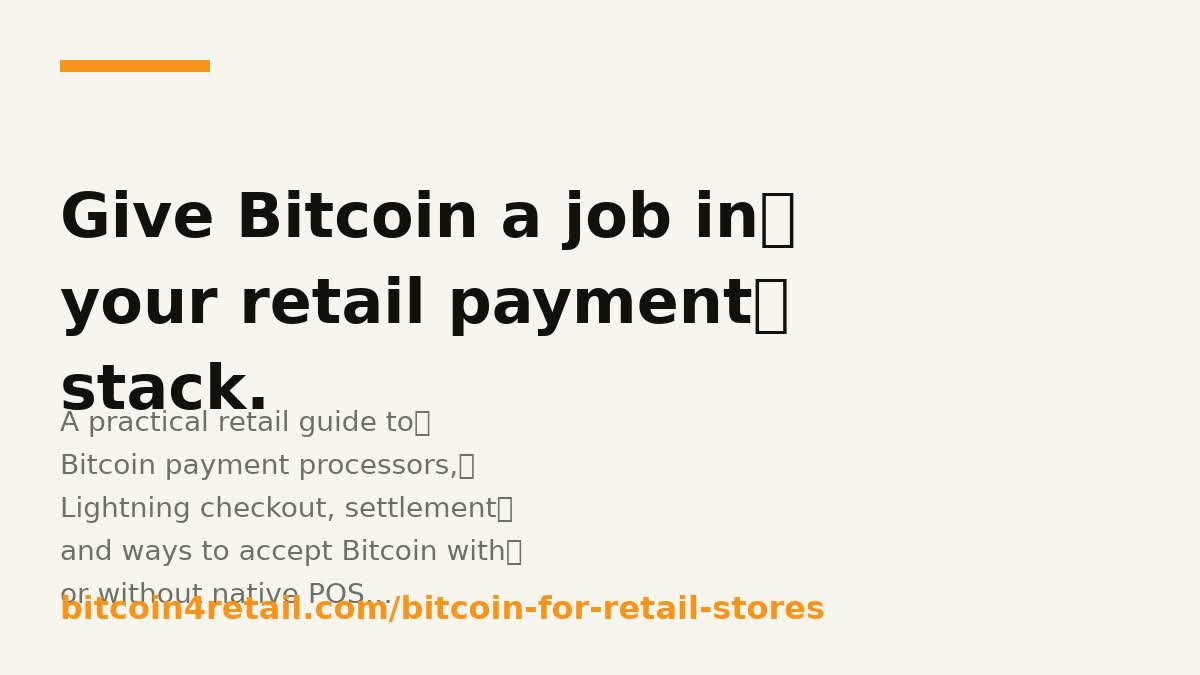 Give Bitcoin a job in▯
your retail payment▯
stack.
A practical retail guide to▯
Bitcoin payment processors,▯
Lightning checkout, settlement▯
and ways to accept Bitcoin with▯
or without native POS...
bitcoin4retail.com/bitcoin-for-retail-stores